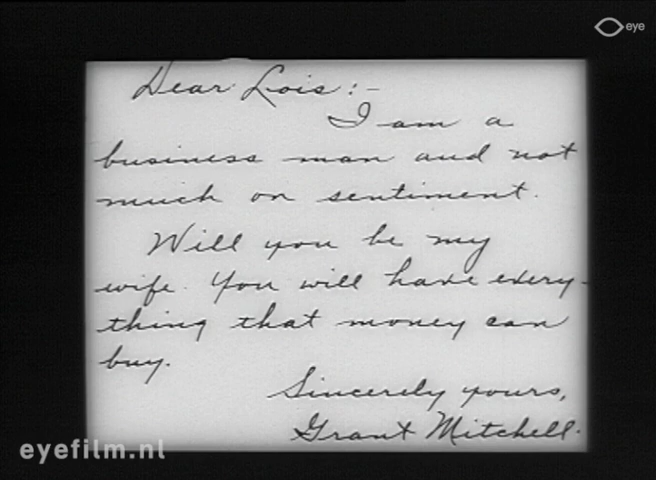 eye
Dear Lois:-
I am a
business man and not
much on sentiment.
Will you be my
wife. You will have every-
thing that money can
buy.
Sincerely yours,
Grant Mitchell.
eyefilm.nl